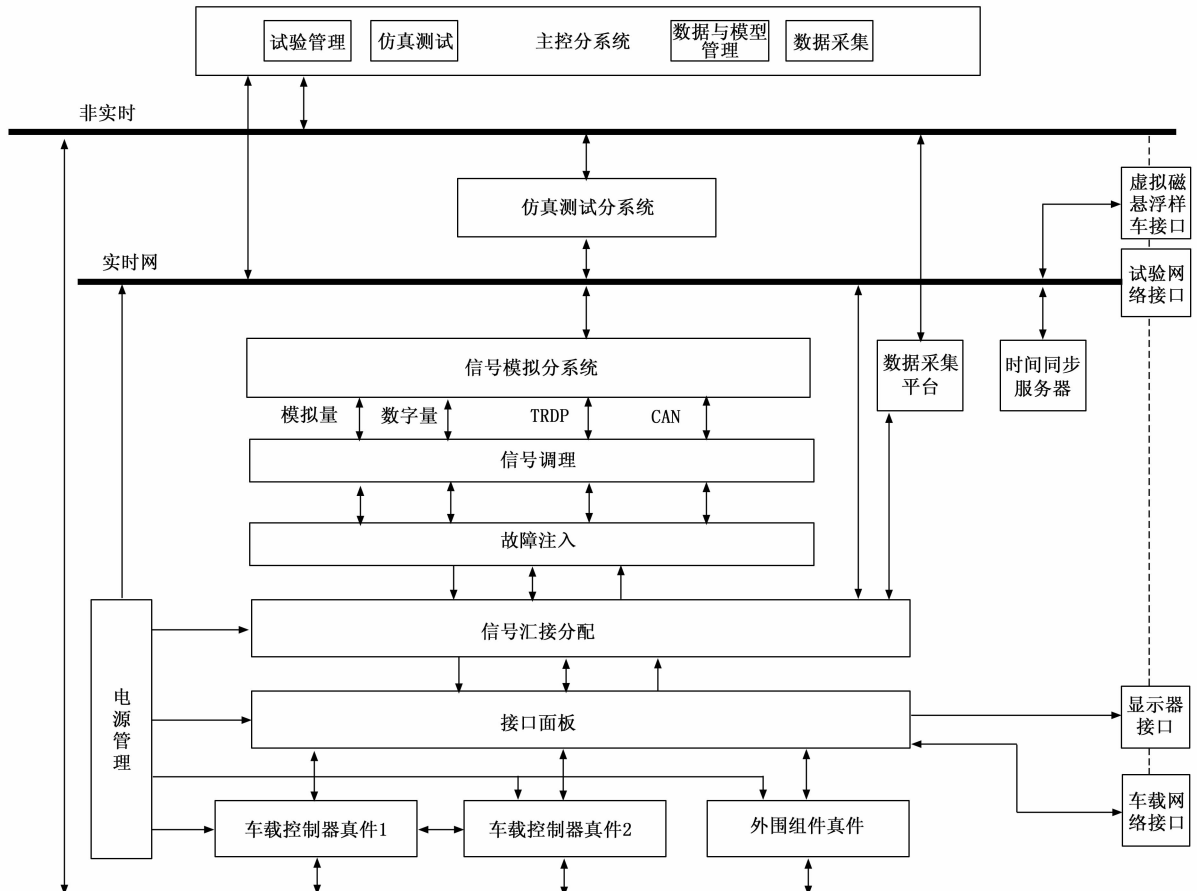 试验管理
仿真测试
主控分系统
数据与模型
管理
数据采集
非实时
虚拟磁
悬浮样
车接口
仿真测试分系统
实时网
试验网
络接口
信号模拟分系统
数据采集
平台
时间同步
服务器
模拟量
数字量
TRDP
CAN
信号调理
故障注入
信号汇接分配
电
源
管
理
接口面板
显示器
接口
车载控制器真件1
车载控制器真件2
外围组件真件
车载网
络接口